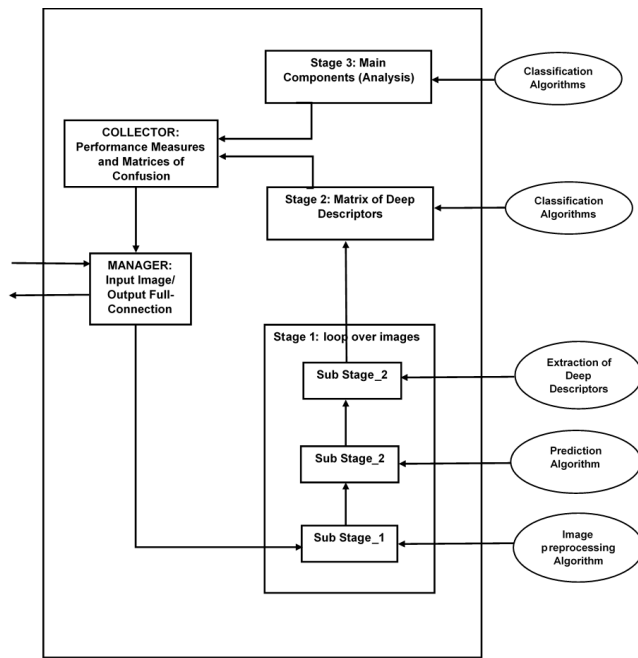 Stage 3: Main
Components (Analysis)
Classification
Algorithms
COLLECTOR:
Performance Measures
and Matrices of
Confusion
Stage 2: Matrix of Deep
Descriptors
Classification
Algorithms
MANAGER:
Input Image/
Output Full-
Connection
Stage 1: loop over images
Sub Stage_2
Extraction of
Deep
Descriptors
Sub Stage_2
Prediction
Algorithm
Sub Stage_1
Image
preprocessing
Algorithm